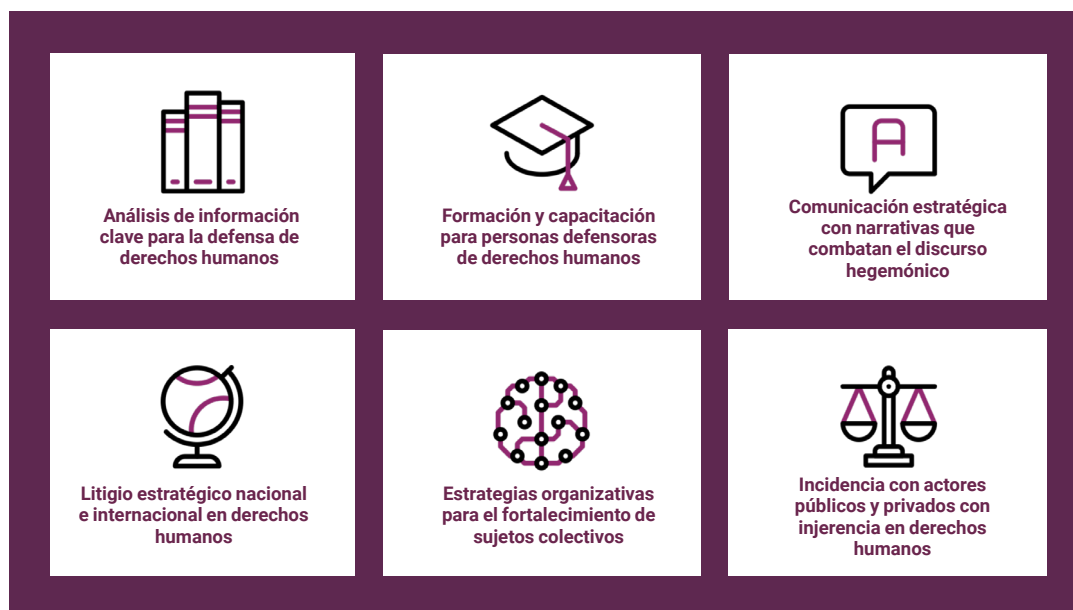 Análisis de información
clave para la defensa de
derechos humanos
Formación y capacitación
para personas defensoras
de derechos humanos
A
Comunicación estratégica
con narrativas que
combatan el discurso
hegemónico
Litigio estratégico nacional
e internacional en derechos
humanos
Estrategias organizativas
para el fortalecimiento de
sujetos colectivos
Incidencia con actores
públicos y privados con
injerencia en derechos
humanos